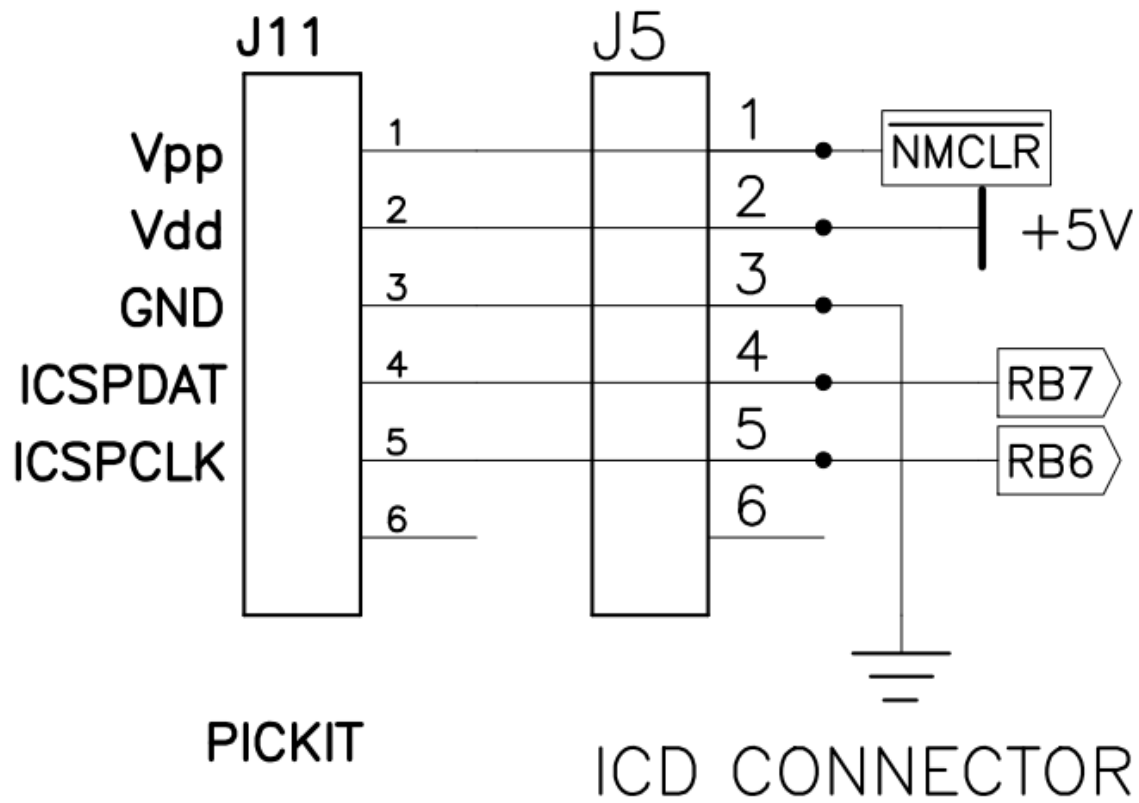 J11 J5
Vpp 1 1 NMCLR
Vdd 2 2 +5V
GND 3 3
ICSPDAT 4 4 RB7
ICSPCLK 5 5 RB6
6 6
PICKIT ICD CONNECTOR